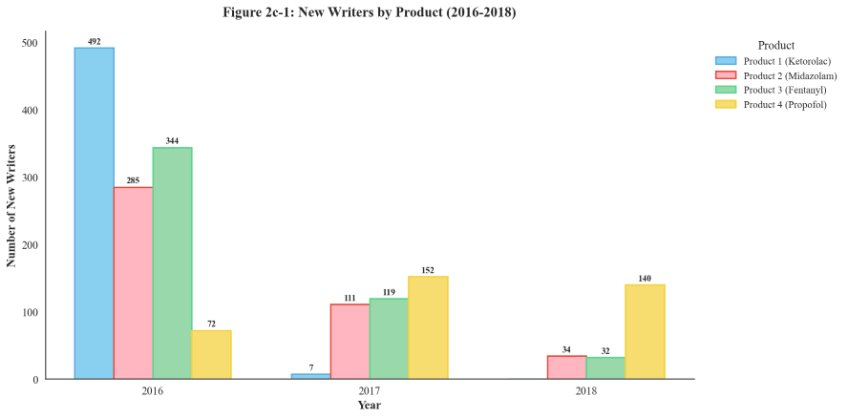 Figure 2c-1: New Writers by Product (2016-2018)
Product
Product 1 (Ketorolac)
Product 2 (Midazolam)
Product 3 (Fentanyl)
Product 4 (Propofol)
Number of New Writers
500
400
300
200
100
0
492
285
344
72
7
111
119
152
34
32
140
2016
2017
2018
Year